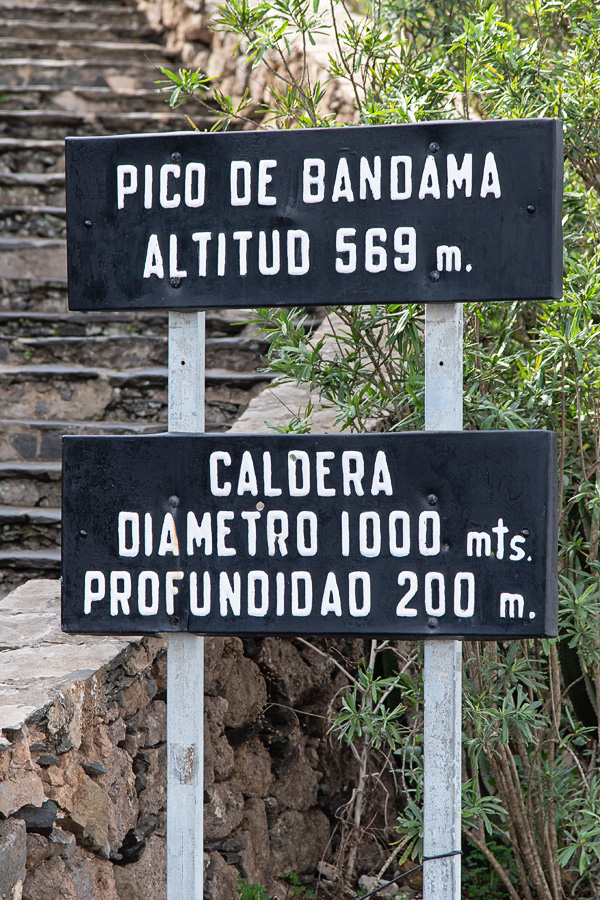 PICO DE BANDAMA
ALTITUD 569 m.
CALDERA
DIAMETRO 1000 mts.
PROFUNDIDAD 200 m.